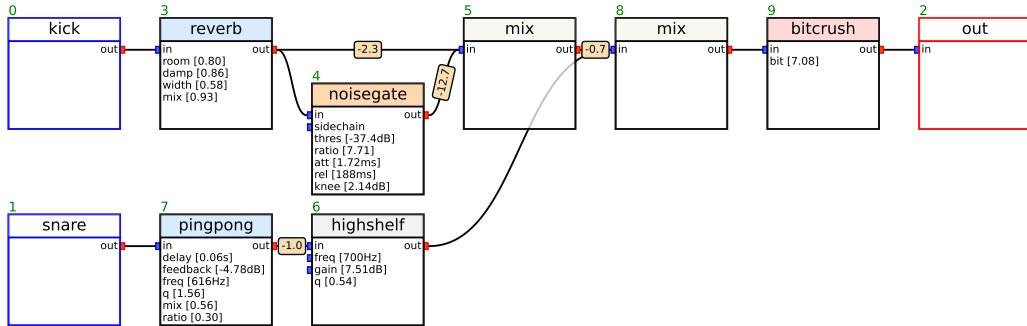 0
kick
out
3
reverb
in
out
room [0.80]
damp [0.86]
width [0.58]
mix [0.93]
-2.3
4
noisegate
in
out
sidechain
thres [-37.4dB]
ratio [7.71]
att [1.72ms]
rel [188ms]
knee [2.14dB]
-12.7
5
mix
in
out
-0.7
8
mix
in
out
9
bitcrush
in
out
bit [7.08]
2
out
in
1
snare
out
7
pingpong
in
out
delay [0.06s]
feedback [-4.78dB]
freq [616Hz]
q [1.56]
mix [0.56]
ratio [0.30]
-1.0
6
highshelf
in
out
freq [700Hz]
gain [7.51dB]
q [0.54]